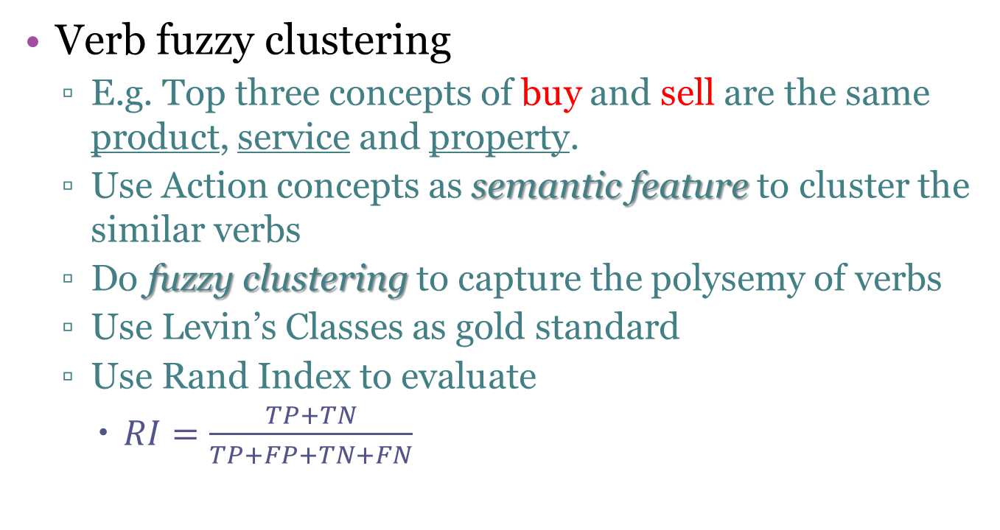 • Verb fuzzy clustering
▫ E.g. Top three concepts of buy and sell are the same
product, service and property.
▫ Use Action concepts as semantic feature to cluster the
similar verbs
▫ Do fuzzy clustering to capture the polysemy of verbs
▫ Use Levin’s Classes as gold standard
▫ Use Rand Index to evaluate
• RI = \frac{TP+TN}{TP+FP+TN+FN}